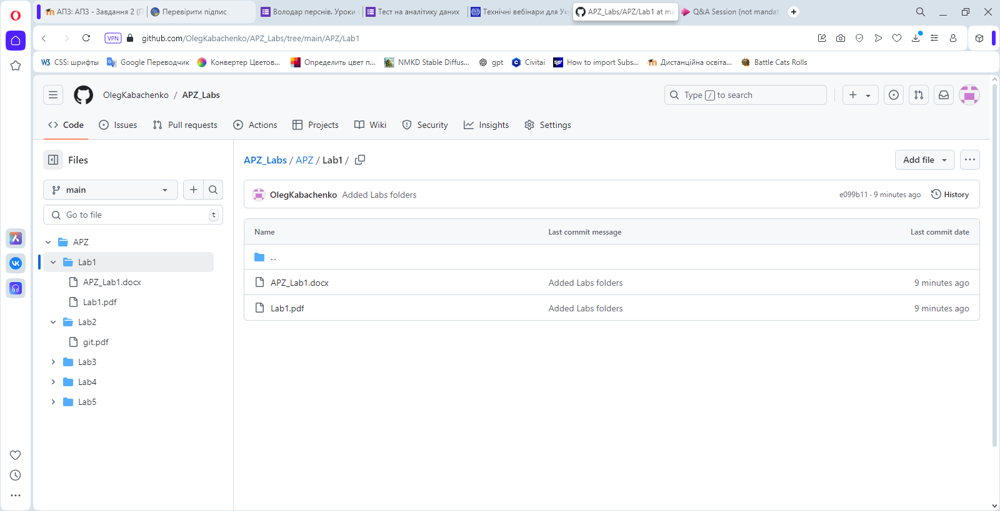 АПЗ: АПЗ - Завдання 2 (П
Перевірити підпис
Володар перснів. Уроки
Тест на аналітику даних
Технічні вебінари для Ук
APZ_Labs/APZ/Lab1 at ma
Q&A Session (not mandat
VPN
github.com/OlegKabachenko/APZ_Labs/tree/main/APZ/Lab1
CSS: шрифты
Google Переводчик
Конвертер Цветов...
Определить цвет п...
NMKD Stable Diffus...
gpt
Civitai
How to import Subs...
Дистанційна освіта...
Battle Cats Rolls
OlegKabachenko / APZ_Labs
Type / to search
Code
Issues
Pull requests
Actions
Projects
Wiki
Security
Insights
Settings
Files
APZ_Labs / APZ / Lab1 /
Add file
main
OlegKabachenko Added Labs folders
e099b11 · 9 minutes ago
History
Go to file
t
Name
Last commit message
Last commit date
..
APZ_Lab1.docx
Added Labs folders
9 minutes ago
Lab1.pdf
Added Labs folders
9 minutes ago
APZ
Lab1
APZ_Lab1.docx
Lab1.pdf
Lab2
git.pdf
Lab3
Lab4
Lab5